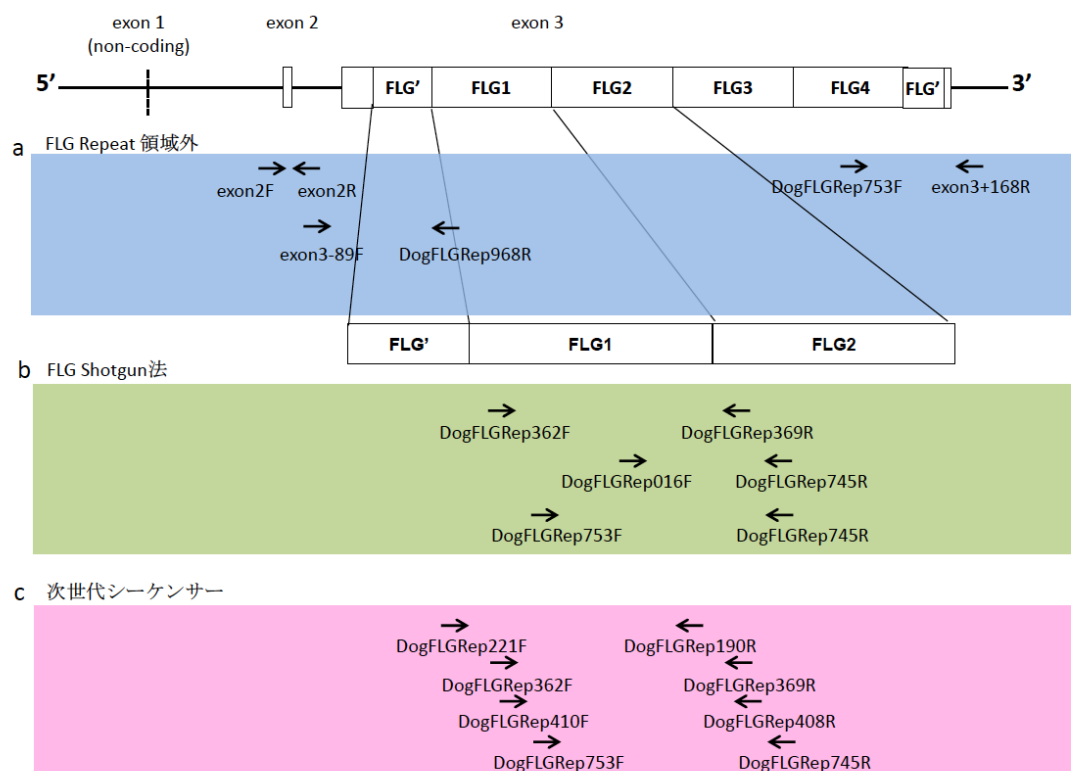 exon 1 exon 2 exon 3
(non-coding)
5’ FLG’ FLG1 FLG2 FLG3 FLG4 FLG’ 3’
a FLG Repeat 領域外
exon2F exon2R DogFLGRep753F exon3+168R
exon3-89F DogFLGRep968R
FLG’ FLG1 FLG2
b FLG Shotgun法
DogFLGRep362F DogFLGRep369R
DogFLGRep016F DogFLGRep745R
DogFLGRep753F DogFLGRep745R
c 次世代シーケンサー
DogFLGRep221F DogFLGRep190R
DogFLGRep362F DogFLGRep369R
DogFLGRep410F DogFLGRep408R
DogFLGRep753F DogFLGRep745R